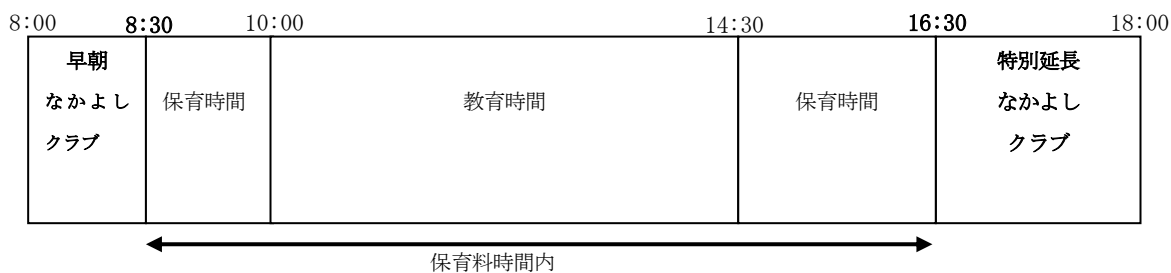 8:00 8:30 10:00 14:30 16:30 18:00
早朝
なかよし
クラブ
保育時間
教育時間
保育時間
特別延長
なかよし
クラブ
保育料時間内